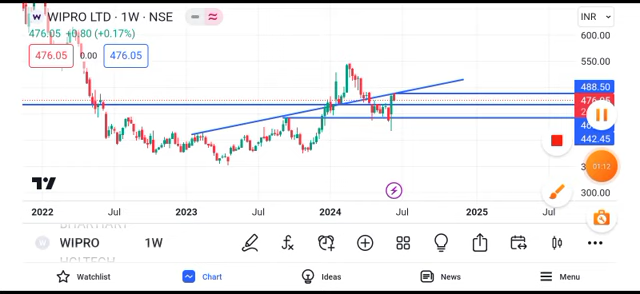 WIPRO LTD · 1W · NSE
INR
476.05 +0.80 (+0.17%)
476.05 0.00 476.05
600.00
550.00
488.50
476.05
442.45
01:12
300.00
2022 Jul 2023 Jul 2024 Jul 2025 Jul
WIPRO 1W
Watchlist Chart Ideas News Menu